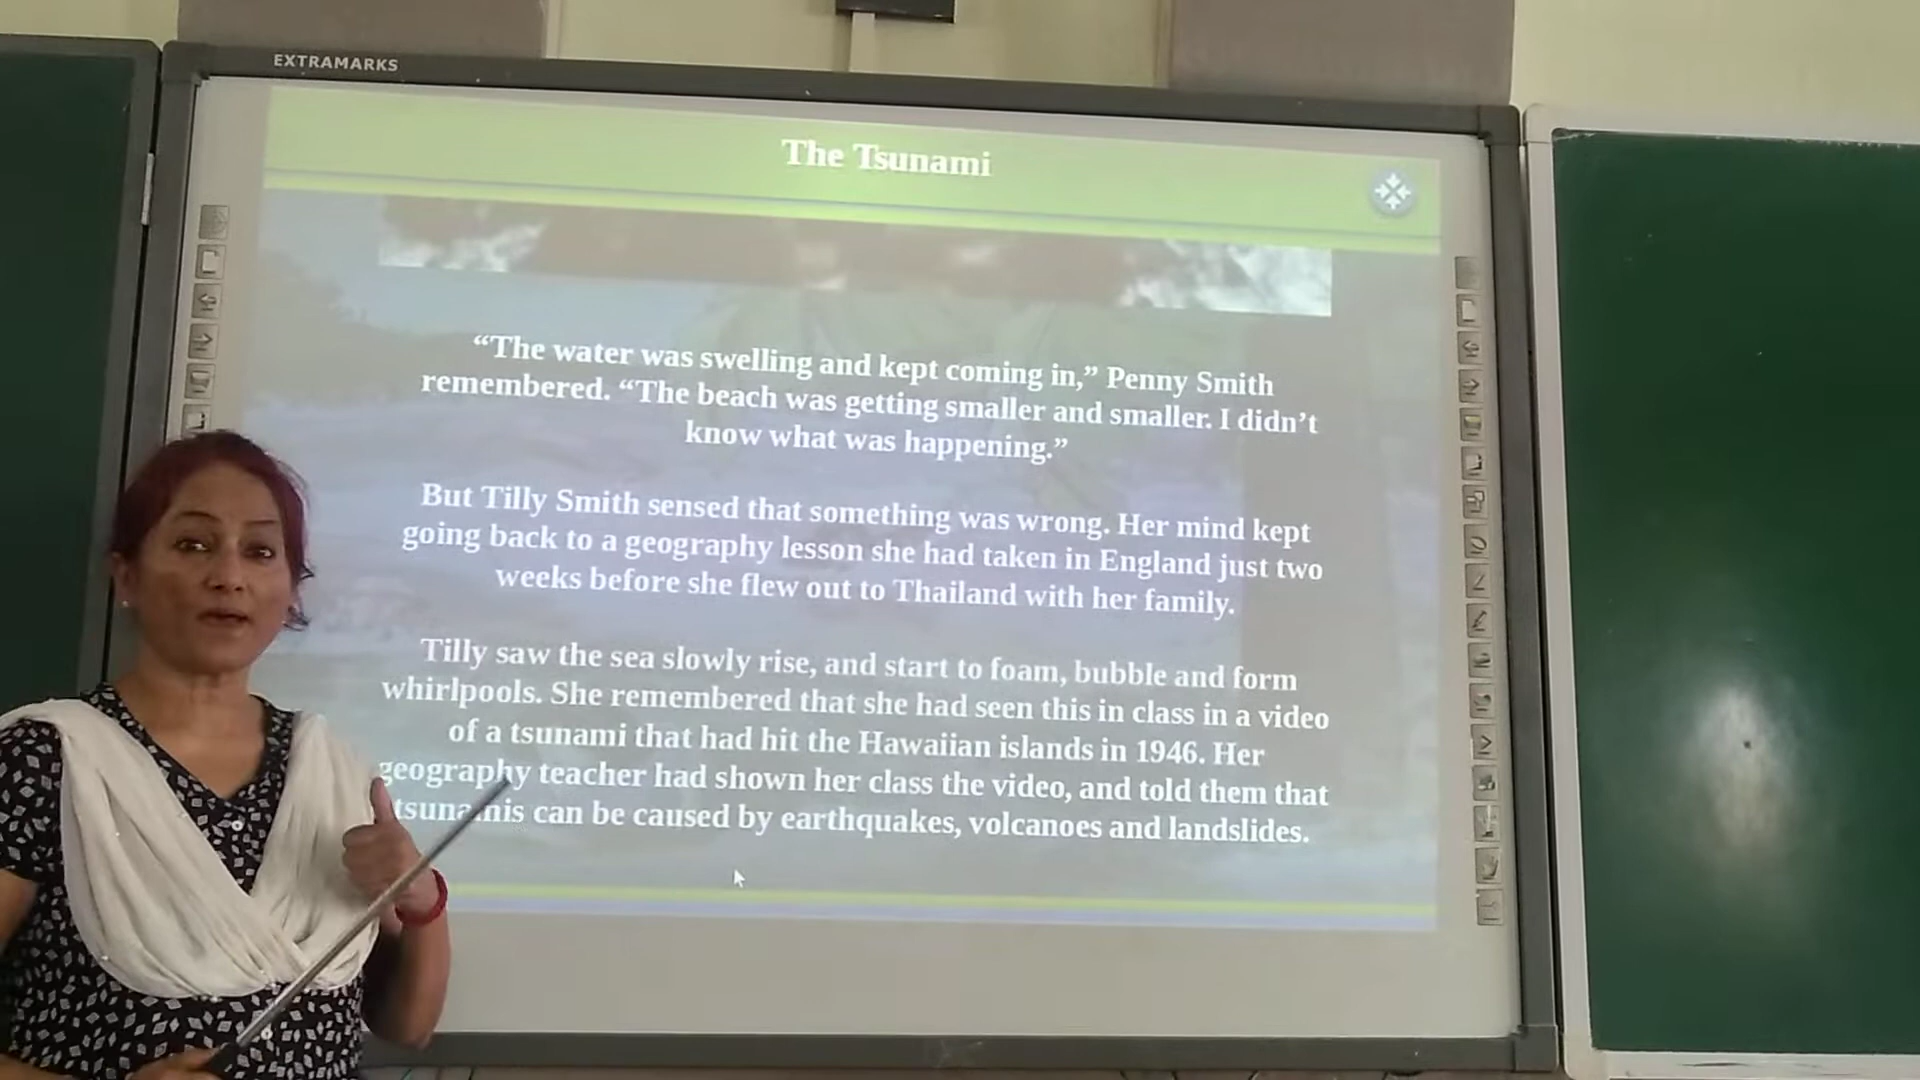 EXTRAMARKS
The Tsunami
“The water was swelling and kept coming in,” Penny Smith
remembered. “The beach was getting smaller and smaller. I didn’t
know what was happening.”
But Tilly Smith sensed that something was wrong. Her mind kept
going back to a geography lesson she had taken in England just two
weeks before she flew out to Thailand with her family.
Tilly saw the sea slowly rise, and start to foam, bubble and form
whirlpools. She remembered that she had seen this in class in a video
of a tsunami that had hit the Hawaiian islands in 1946. Her
geography teacher had shown her class the video, and told them that
tsunamis can be caused by earthquakes, volcanoes and landslides.